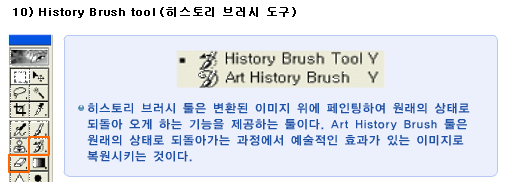 10) History Brush tool (히스토리 브러시 도구)
History Brush Tool Y
Art History Brush Y
히스토리 브러시 툴은 변환된 이미지 위에 페인팅하여 원래의 상태로
되돌아 오게 하는 기능을 제공하는 툴이다. Art History Brush 툴은
원래의 상태로 되돌아가는 과정에서 예술적인 효과가 있는 이미지로
복원시키는 것이다.